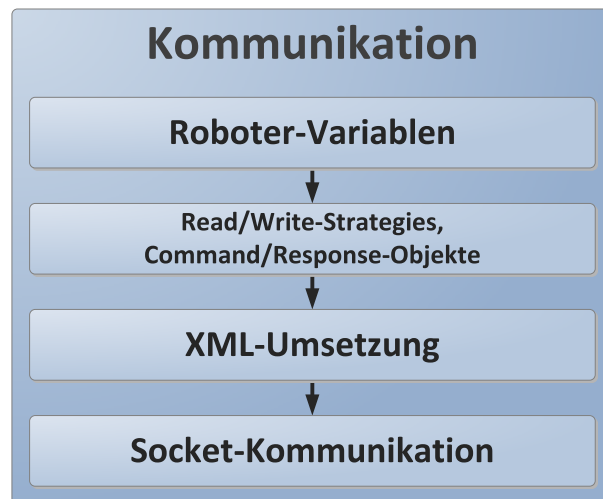 Kommunikation
Roboter-Variablen
Read/Write-Strategies,
Command/Response-Objekte
XML-Umsetzung
Socket-Kommunikation